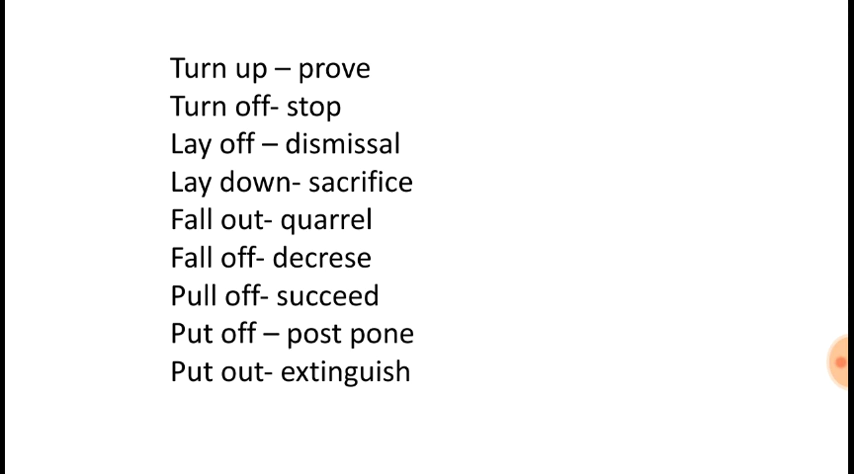 Turn up – prove
Turn off- stop
Lay off – dismissal
Lay down- sacrifice
Fall out- quarrel
Fall off- decrese
Pull off- succeed
Put off – post pone
Put out- extinguish